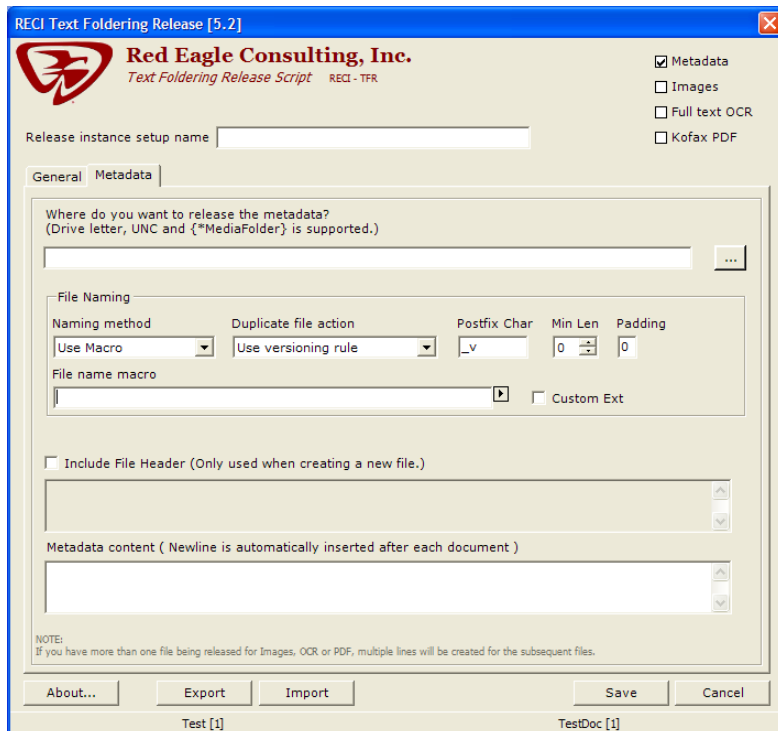 RECI Text Foldering Release [5.2]
Red Eagle Consulting, Inc.
Text Foldering Release Script RECI - TFR
Metadata
Images
Full text OCR
Kofax PDF
Release instance setup name
General Metadata
Where do you want to release the metadata?
(Drive letter, UNC and {*MediaFolder} is supported.)
...
File Naming
Naming method Duplicate file action Postfix Char Min Len Padding
Use Macro Use versioning rule _v 0 0
File name macro
Custom Ext
Include File Header (Only used when creating a new file.)
Metadata content ( Newline is automatically inserted after each document )
NOTE:
If you have more than one file being released for Images, OCR or PDF, multiple lines will be created for the subsequent files.
About... Export Import Save Cancel
Test [1] TestDoc [1]